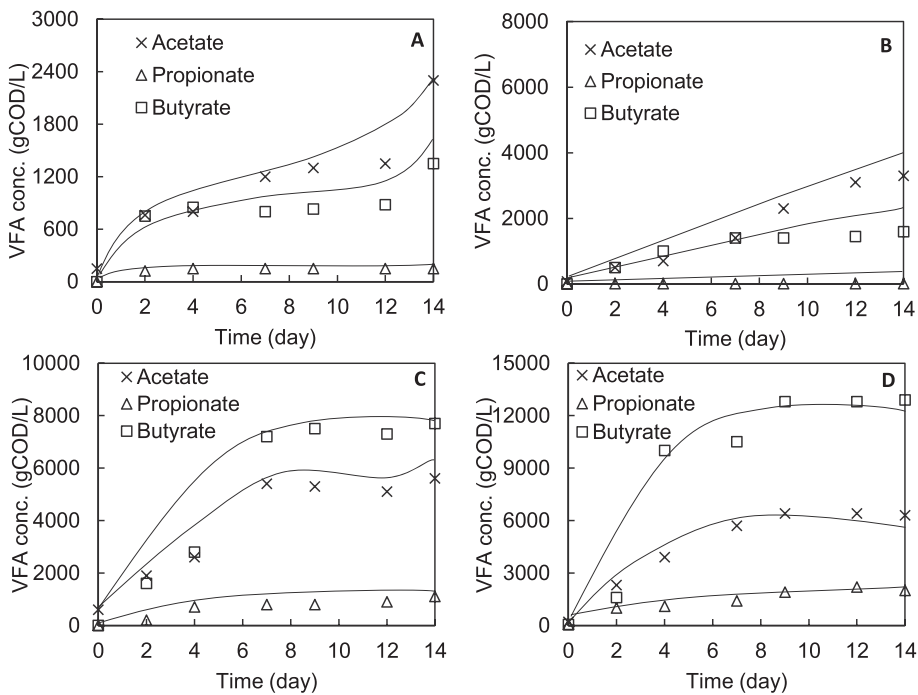 A
VFA conc. (gCOD/L)
3000
2400
1800
1200
600
0
Acetate
Propionate
Butyrate
0 2 4 6 8 10 12 14
Time (day)
B
VFA conc. (gCOD/L)
8000
6000
4000
2000
0
Acetate
Propionate
Butyrate
0 2 4 6 8 10 12 14
Time (day)
C
VFA conc. (gCOD/L)
10000
8000
6000
4000
2000
0
Acetate
Propionate
Butyrate
0 2 4 6 8 10 12 14
Time (day)
D
VFA conc. (gCOD/L)
15000
12000
9000
6000
3000
0
Acetate
Propionate
Butyrate
0 2 4 6 8 10 12 14
Time (day)